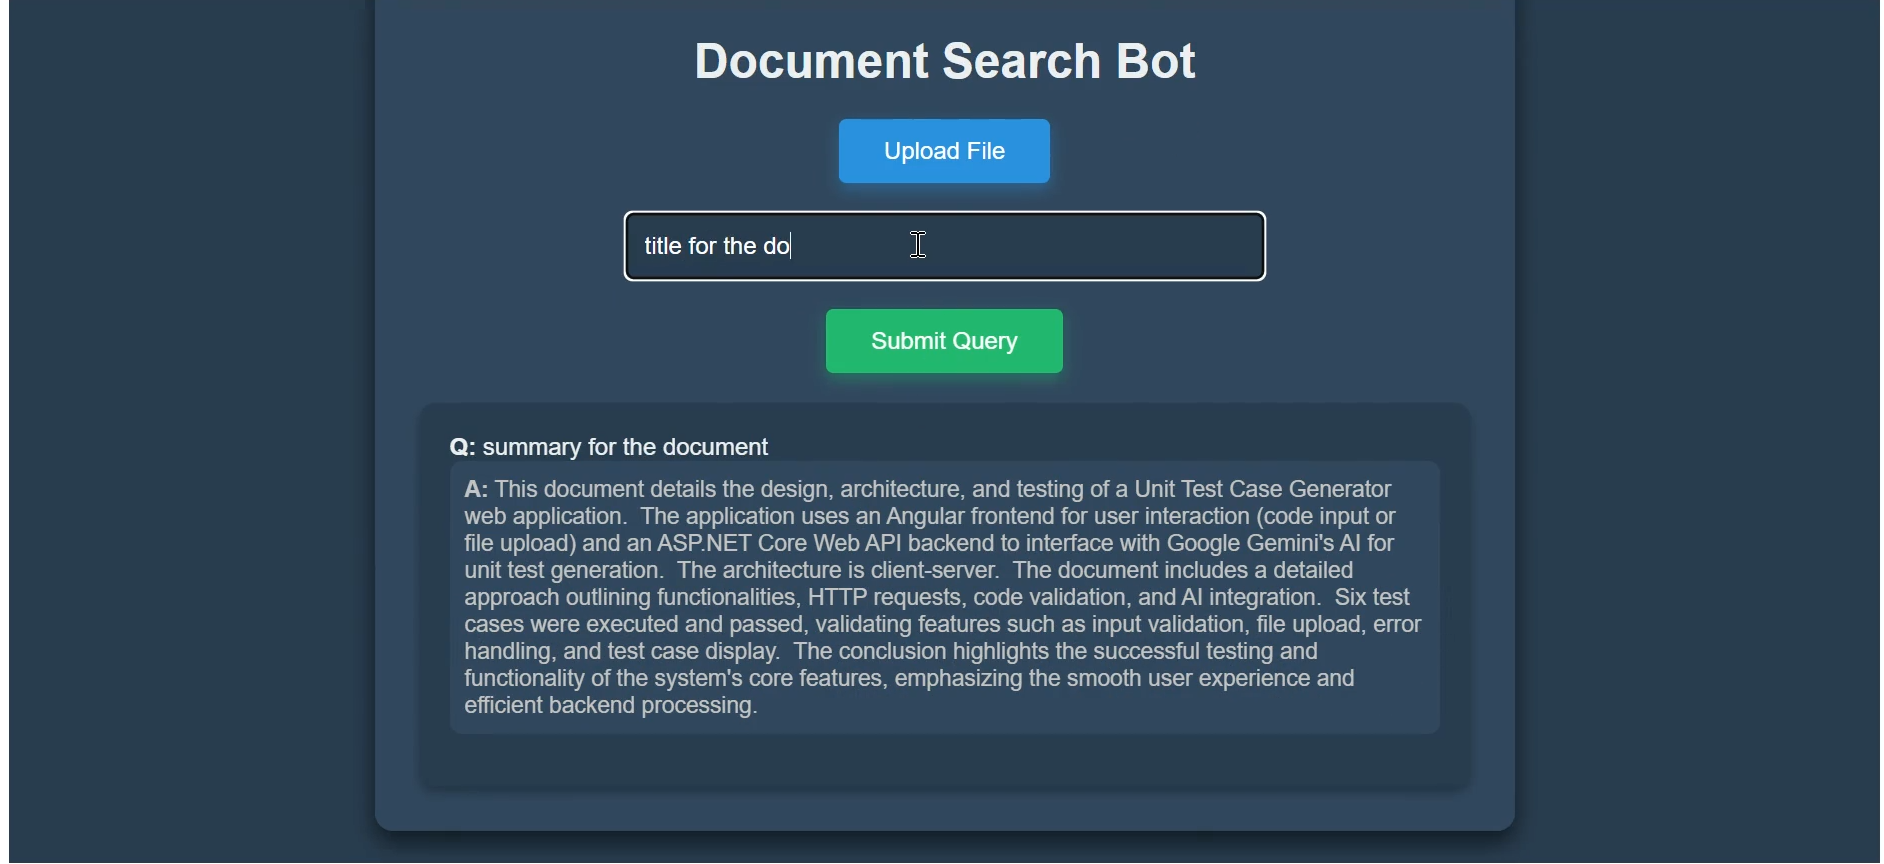 Document Search Bot
Upload File
title for the do
Submit Query
Q: summary for the document
A: This document details the design, architecture, and testing of a Unit Test Case Generator
web application.  The application uses an Angular frontend for user interaction (code input or
file upload) and an ASP.NET Core Web API backend to interface with Google Gemini's AI for
unit test generation.  The architecture is client-server.  The document includes a detailed
approach outlining functionalities, HTTP requests, code validation, and AI integration.  Six test
cases were executed and passed, validating features such as input validation, file upload, error
handling, and test case display.  The conclusion highlights the successful testing and
functionality of the system's core features, emphasizing the smooth user experience and
efficient backend processing.